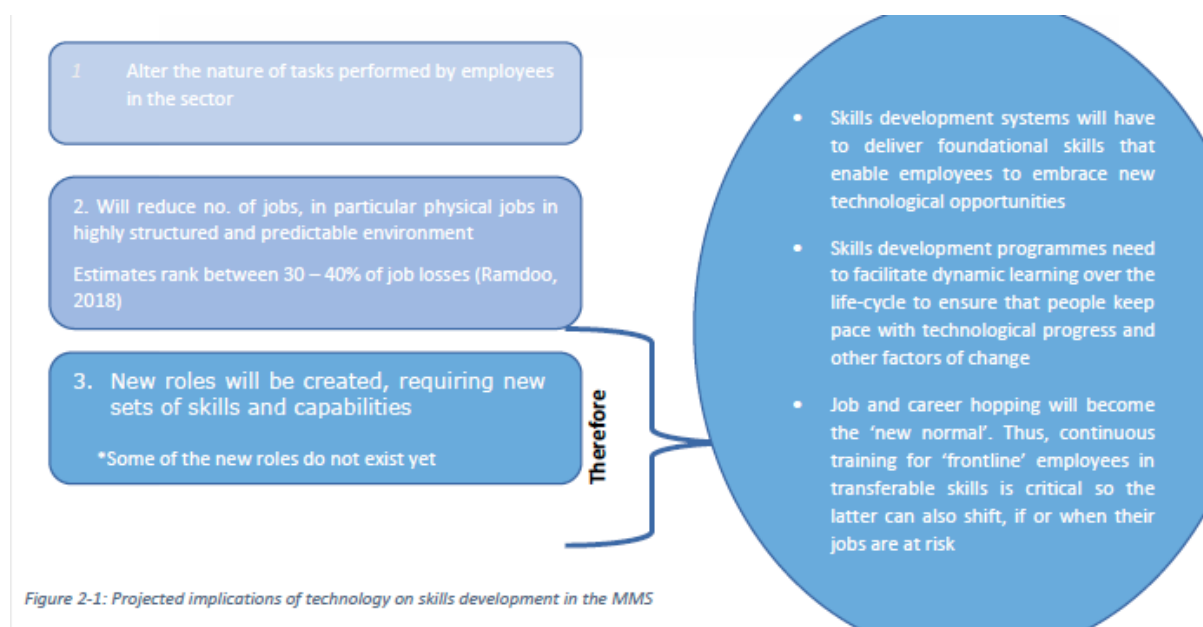 1 Alter the nature of tasks performed by employees
in the sector
2. Will reduce no. of jobs, in particular physical jobs in
highly structured and predictable environment
Estimates rank between 30 – 40% of job losses (Ramdoo,
2018)
3. New roles will be created, requiring new
sets of skills and capabilities
*Some of the new roles do not exist yet
Therefore
• Skills development systems will have
to deliver foundational skills that
enable employees to embrace new
technological opportunities
• Skills development programmes need
to facilitate dynamic learning over the
life-cycle to ensure that people keep
pace with technological progress and
other factors of change
• Job and career hopping will become
the ‘new normal’. Thus, continuous
training for ‘frontline’ employees in
transferable skills is critical so the
latter can also shift, if or when their
jobs are at risk
Figure 2-1: Projected implications of technology on skills development in the MMS